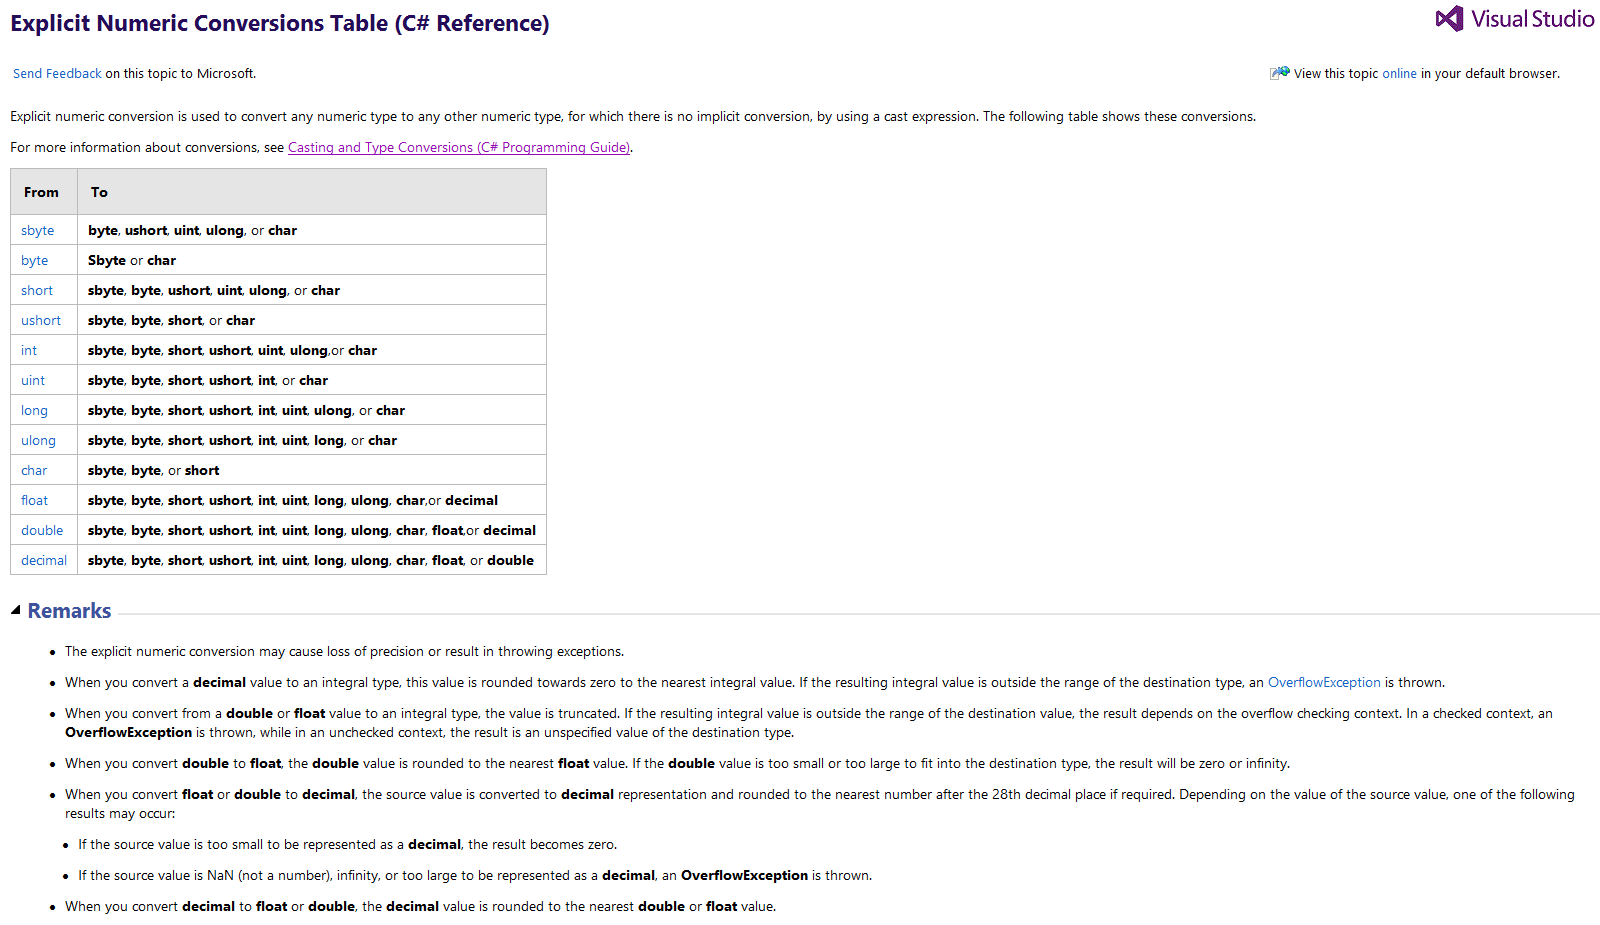 Explicit Numeric Conversions Table (C# Reference)
Visual Studio
Send Feedback on this topic to Microsoft.
View this topic online in your default browser.
Explicit numeric conversion is used to convert any numeric type to any other numeric type, for which there is no implicit conversion, by using a cast expression. The following table shows these conversions.
For more information about conversions, see Casting and Type Conversions (C# Programming Guide).
From To
sbyte byte, ushort, uint, ulong, or char
byte Sbyte or char
short sbyte, byte, ushort, uint, ulong, or char
ushort sbyte, byte, short, or char
int sbyte, byte, short, ushort, uint, ulong,or char
uint sbyte, byte, short, ushort, int, or char
long sbyte, byte, short, ushort, int, uint, ulong, or char
ulong sbyte, byte, short, ushort, int, uint, long, or char
char sbyte, byte, or short
float sbyte, byte, short, ushort, int, uint, long, ulong, char,or decimal
double sbyte, byte, short, ushort, int, uint, long, ulong, char, float,or decimal
decimal sbyte, byte, short, ushort, int, uint, long, ulong, char, float, or double
Remarks
• The explicit numeric conversion may cause loss of precision or result in throwing exceptions.
• When you convert a decimal value to an integral type, this value is rounded towards zero to the nearest integral value. If the resulting integral value is outside the range of the destination type, an OverflowException is thrown.
• When you convert from a double or float value to an integral type, the value is truncated. If the resulting integral value is outside the range of the destination value, the result depends on the overflow checking context. In a checked context, an
OverflowException is thrown, while in an unchecked context, the result is an unspecified value of the destination type.
• When you convert double to float, the double value is rounded to the nearest float value. If the double value is too small or too large to fit into the destination type, the result will be zero or infinity.
• When you convert float or double to decimal, the source value is converted to decimal representation and rounded to the nearest number after the 28th decimal place if required. Depending on the value of the source value, one of the following
results may occur:
• If the source value is too small to be represented as a decimal, the result becomes zero.
• If the source value is NaN (not a number), infinity, or too large to be represented as a decimal, an OverflowException is thrown.
• When you convert decimal to float or double, the decimal value is rounded to the nearest double or float value.